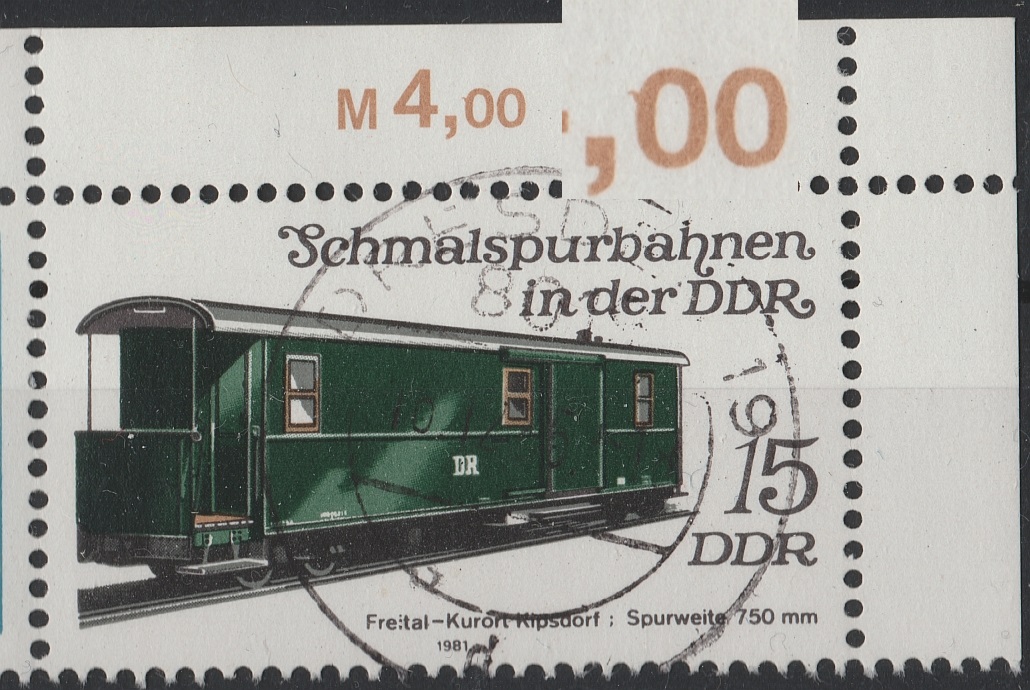 M 4,00
,00
Schmalspurbahnen
in der DDR
DR
15
DDR
Freital-Kurort Kipsdorf ; Spurweite 750 mm
1981